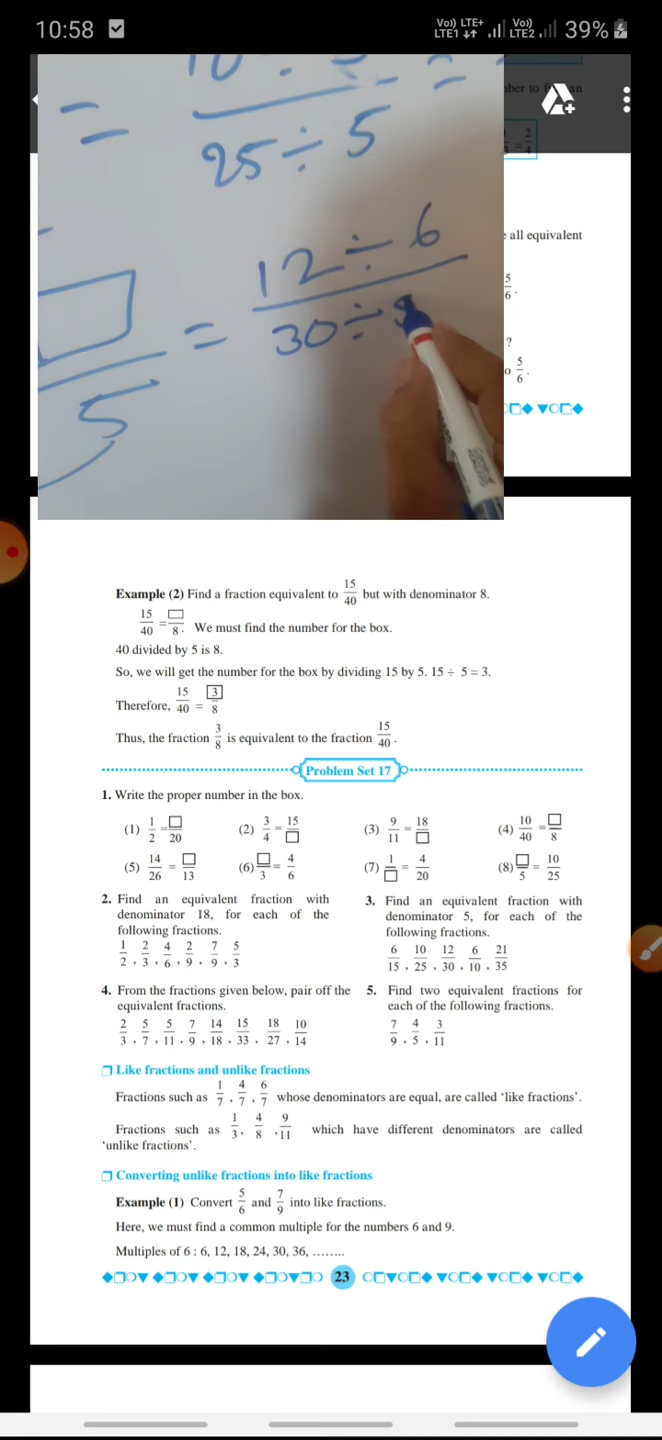 10:58
Vo)) LTE+ LTE1 Vo)) LTE2 39%
25 ÷ 5
= 12 ÷ 6
5 30 ÷
2
4
all equivalent
5/6 .
?
5/6 .
Example (2) Find a fraction equivalent to 15/40 but with denominator 8.
15/40 = □/8 . We must find the number for the box.
40 divided by 5 is 8.
So, we will get the number for the box by dividing 15 by 5. 15 ÷ 5 = 3.
Therefore, 15/40 = 3/8
Thus, the fraction 3/8 is equivalent to the fraction 15/40 .
Problem Set 17
1. Write the proper number in the box.
(1) 1/2 = □/20 (2) 3/4 = 15/□ (3) 9/11 = 18/□ (4) 10/40 = □/8
(5) 14/26 = □/13 (6) □/3 = 4/6 (7) 1/□ = 4/20 (8) □/5 = 10/25
2. Find an equivalent fraction with
denominator 18, for each of the
following fractions.
1/2 , 2/3 , 4/6 , 2/9 , 7/9 , 5/3
3. Find an equivalent fraction with
denominator 5, for each of the
following fractions.
6/15 , 10/25 , 12/30 , 6/10 , 21/35
4. From the fractions given below, pair off the
equivalent fractions.
2/3 , 5/7 , 5/11 , 7/9 , 14/18 , 15/33 , 18/27 , 10/14
5. Find two equivalent fractions for
each of the following fractions.
7/9 , 4/5 , 3/11
Like fractions and unlike fractions
Fractions such as 1/7 , 4/7 , 6/7 whose denominators are equal, are called ‘like fractions’.
Fractions such as 1/3 , 4/8 , 9/11 which have different denominators are called
‘unlike fractions’.
Converting unlike fractions into like fractions
Example (1) Convert 5/6 and 7/9 into like fractions.
Here, we must find a common multiple for the numbers 6 and 9.
Multiples of 6 : 6, 12, 18, 24, 30, 36, ........
23